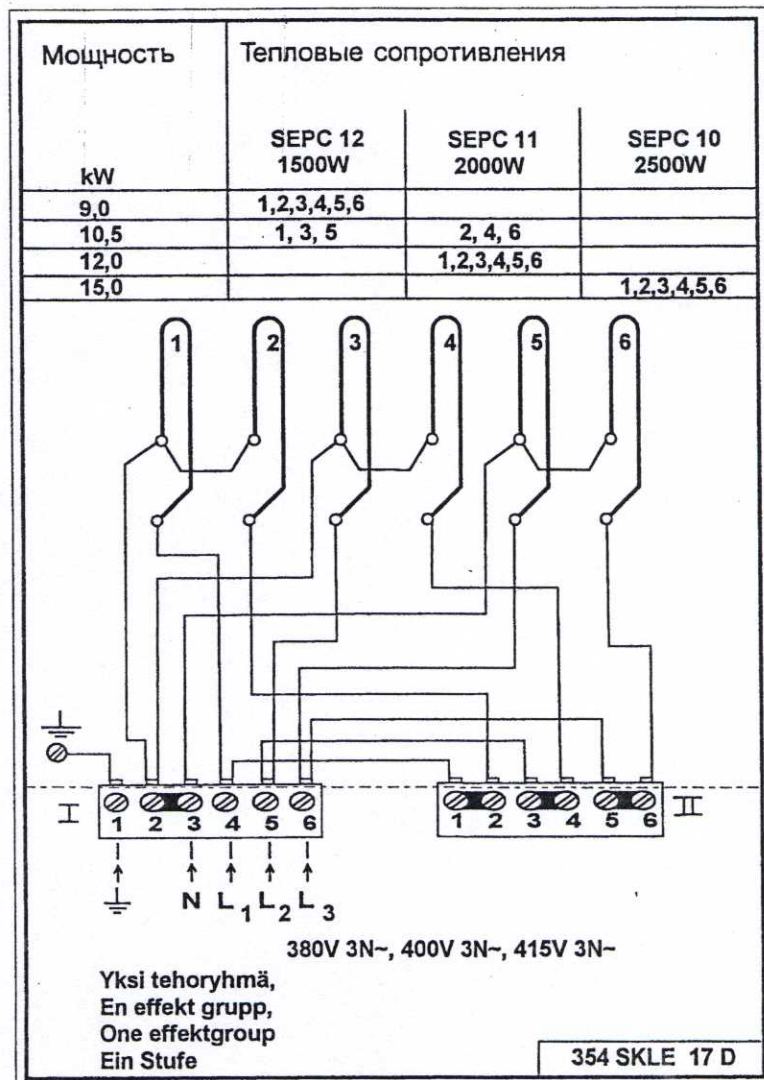 Мощность Тепловые сопротивления
SEPC 12 SEPC 11 SEPC 10
kW 1500W 2000W 2500W
9,0 1,2,3,4,5,6
10,5 1, 3, 5 2, 4, 6
12,0 1,2,3,4,5,6
15,0 1,2,3,4,5,6
1 2 3 4 5 6
I 1 2 3 4 5 6 1 2 3 4 5 6 II
N L1 L2 L3
380V 3N~, 400V 3N~, 415V 3N~
Yksi tehoryhmä,
En effekt grupp,
One effektgroup
Ein Stufe
354 SKLE 17 D